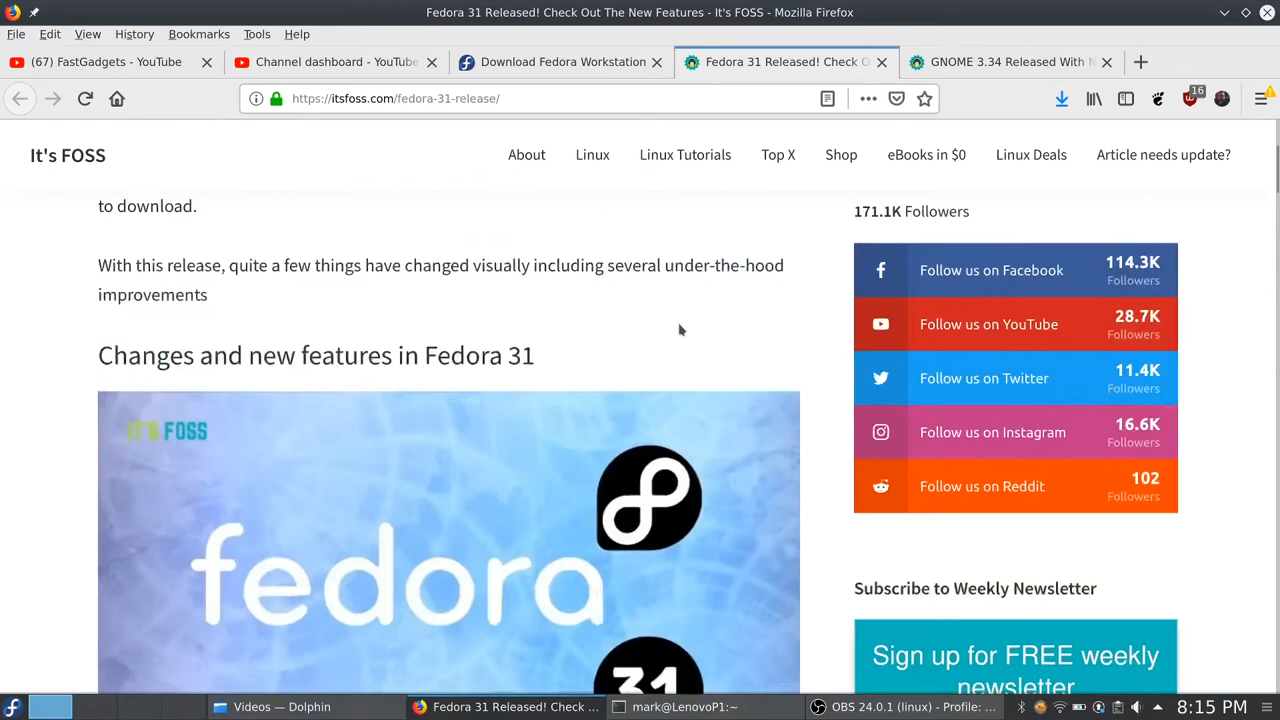 Fedora 31 Released! Check Out The New Features - It's FOSS - Mozilla Firefox
File Edit View History Bookmarks Tools Help
(67) FastGadgets - YouTube
Channel dashboard - YouTube
Download Fedora Workstation
Fedora 31 Released! Check O
GNOME 3.34 Released With N
https://itsfoss.com/fedora-31-release/
16
It's FOSS
About Linux Linux Tutorials Top X Shop eBooks in $0 Linux Deals Article needs update?
to download.
With this release, quite a few things have changed visually including several under-the-hood
improvements
Changes and new features in Fedora 31
IT'S FOSS
fedora
31
171.1K Followers
Follow us on Facebook 114.3K
Followers
Follow us on YouTube 28.7K
Followers
Follow us on Twitter 11.4K
Followers
Follow us on Instagram 16.6K
Followers
Follow us on Reddit 102
Followers
Subscribe to Weekly Newsletter
Sign up for FREE weekly
newsletter
Videos — Dolphin
Fedora 31 Released! Check ...
mark@LenovoP1:~
OBS 24.0.1 (linux) - Profile: ...
8:15 PM